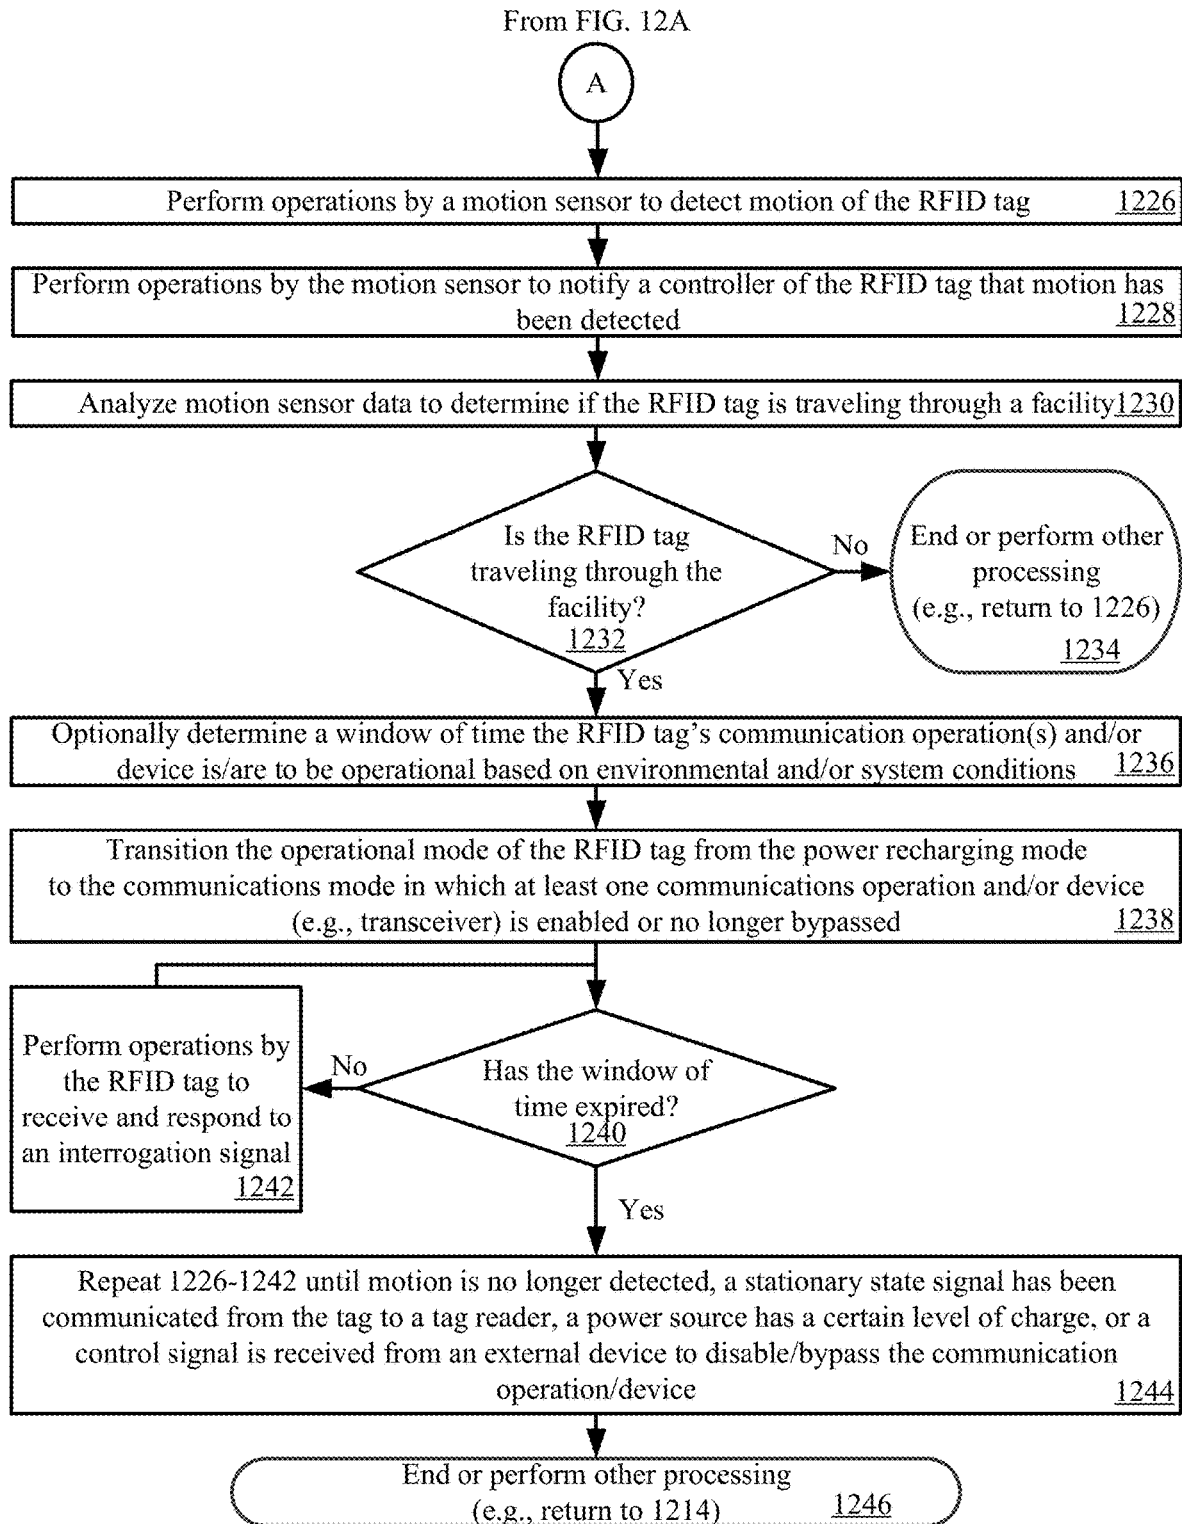 From FIG. 12A
A
Perform operations by a motion sensor to detect motion of the RFID tag 1226
Perform operations by the motion sensor to notify a controller of the RFID tag that motion has
been detected 1228
Analyze motion sensor data to determine if the RFID tag is traveling through a facility 1230
Is the RFID tag
traveling through the
facility?
1232
No
End or perform other
processing
(e.g., return to 1226)
1234
Yes
Optionally determine a window of time the RFID tag's communication operation(s) and/or
device is/are to be operational based on environmental and/or system conditions 1236
Transition the operational mode of the RFID tag from the power recharging mode
to the communications mode in which at least one communications operation and/or device
(e.g., transceiver) is enabled or no longer bypassed 1238
Has the window of
time expired?
1240
No
Perform operations by
the RFID tag to
receive and respond to
an interrogation signal
1242
Yes
Repeat 1226-1242 until motion is no longer detected, a stationary state signal has been
communicated from the tag to a tag reader, a power source has a certain level of charge, or a
control signal is received from an external device to disable/bypass the communication
operation/device 1244
End or perform other processing
(e.g., return to 1214) 1246